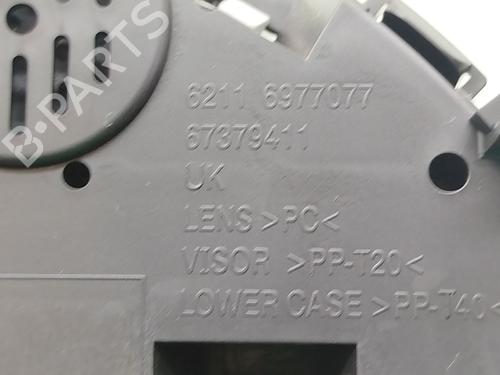 B-PARTS
6211 6977077
67379411
UK
LENS >PC<
VISOR >PP-T20<
LOWER CASE >PP-T40<